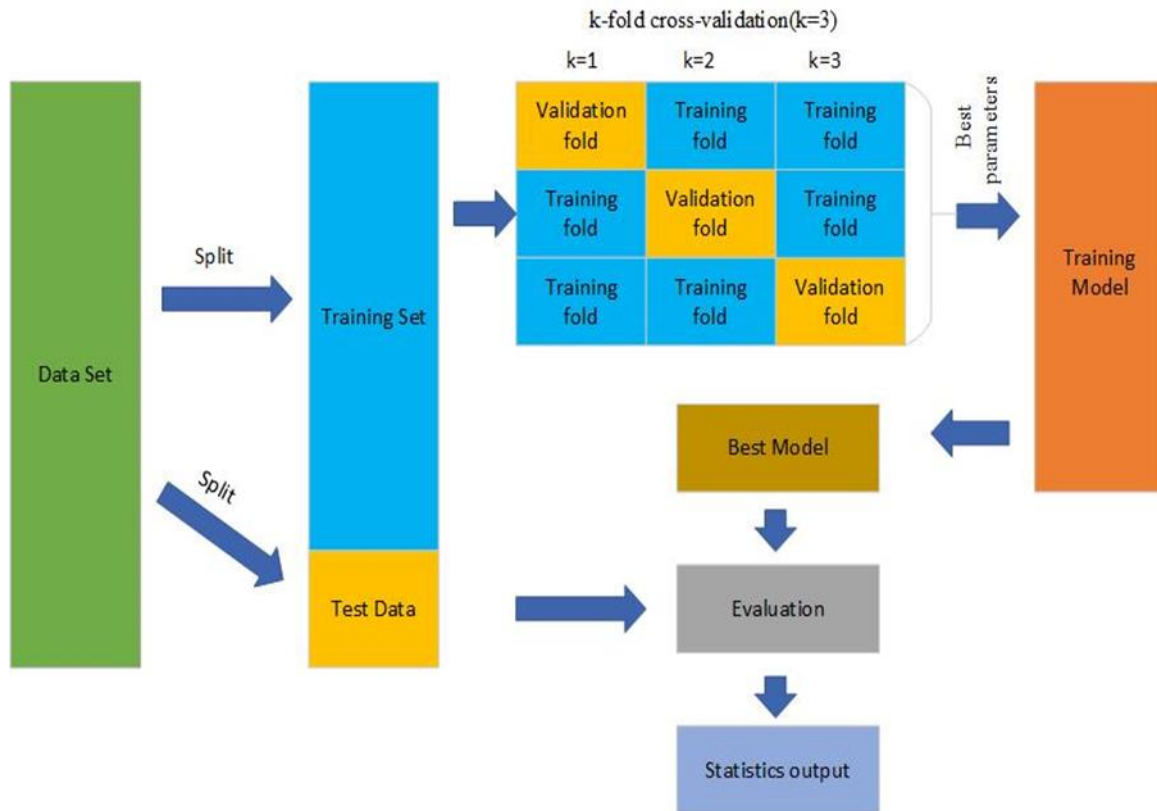 k-fold cross-validation(k=3)
k=1 k=2 k=3
Data Set
Split
Split
Training Set
Test Data
Validation
fold
Training
fold
Training
fold
Training
fold
Validation
fold
Training
fold
Training
fold
Training
fold
Validation
fold
Best
parameters
Training
Model
Best Model
Evaluation
Statistics output